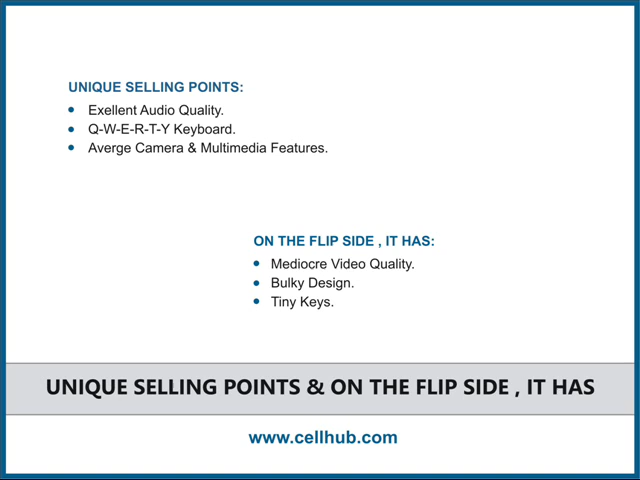 UNIQUE SELLING POINTS:
• Exellent Audio Quality.
• Q-W-E-R-T-Y Keyboard.
• Averge Camera & Multimedia Features.
ON THE FLIP SIDE , IT HAS:
• Mediocre Video Quality.
• Bulky Design.
• Tiny Keys.
UNIQUE SELLING POINTS & ON THE FLIP SIDE , IT HAS
www.cellhub.com